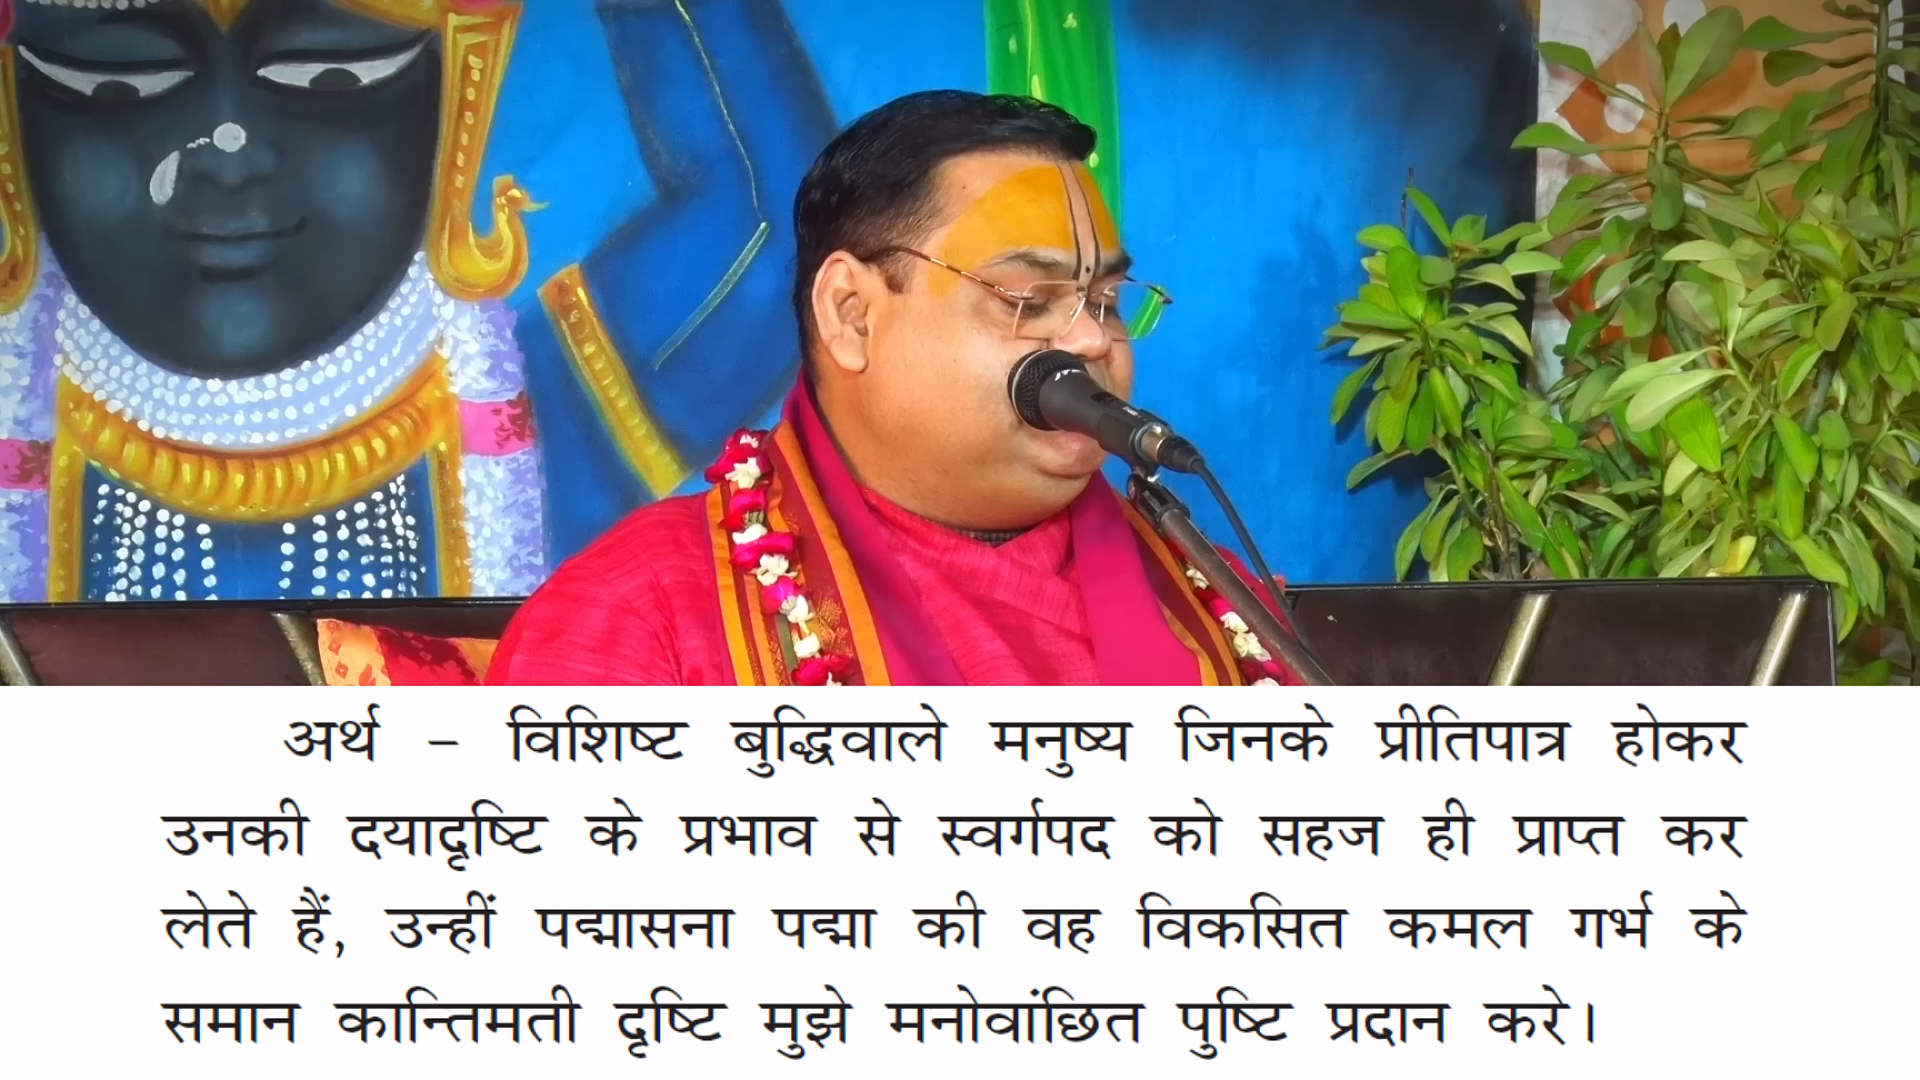 अर्थ – विशिष्ट बुद्धिवाले मनुष्य जिनके प्रीतिपात्र होकर
उनकी दयादृष्टि के प्रभाव से स्वर्गपद को सहज ही प्राप्त कर
लेते हैं, उन्हीं पद्मासना पद्मा की वह विकसित कमल गर्भ के
समान कान्तिमती दृष्टि मुझे मनोवांछित पुष्टि प्रदान करे।